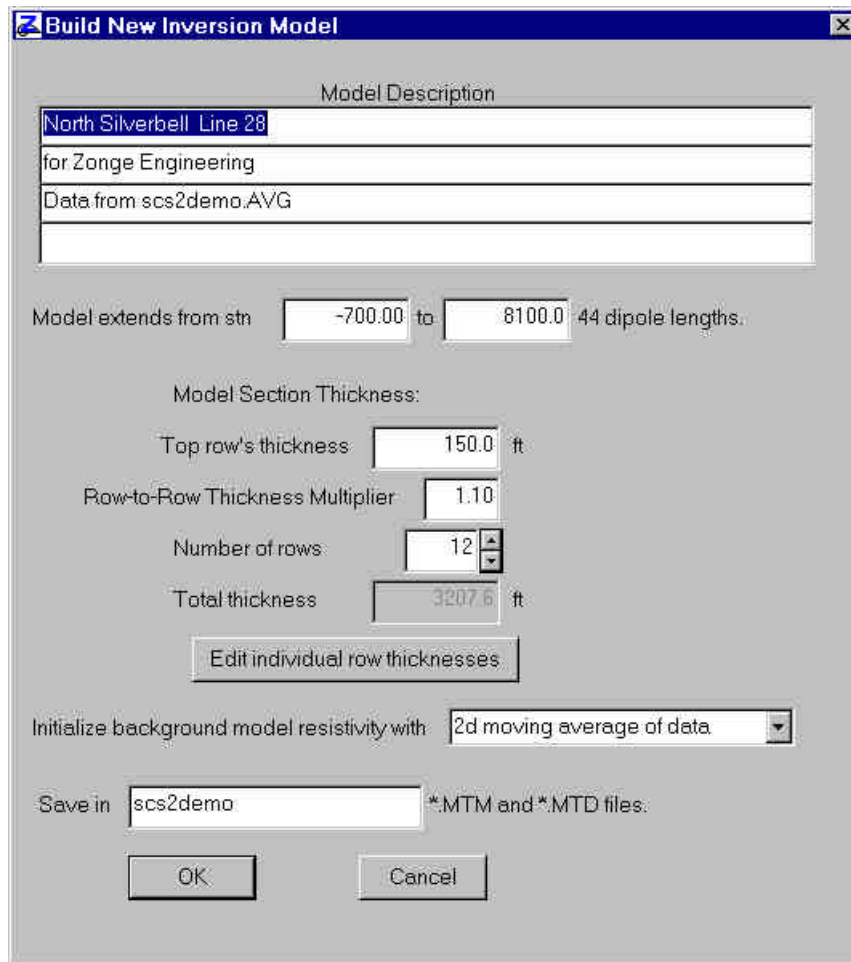 Build New Inversion Model
Model Description
North Silverbell Line 28
for Zonge Engineering
Data from scs2demo.AVG
Model extends from stn -700.00 to 8100.0 44 dipole lengths.
Model Section Thickness:
Top row's thickness 150.0 ft
Row-to-Row Thickness Multiplier 1.10
Number of rows 12
Total thickness 3207.6 ft
Edit individual row thicknesses
Initialize background model resistivity with 2d moving average of data
Save in scs2demo *.MTM and *.MTD files.
OK Cancel